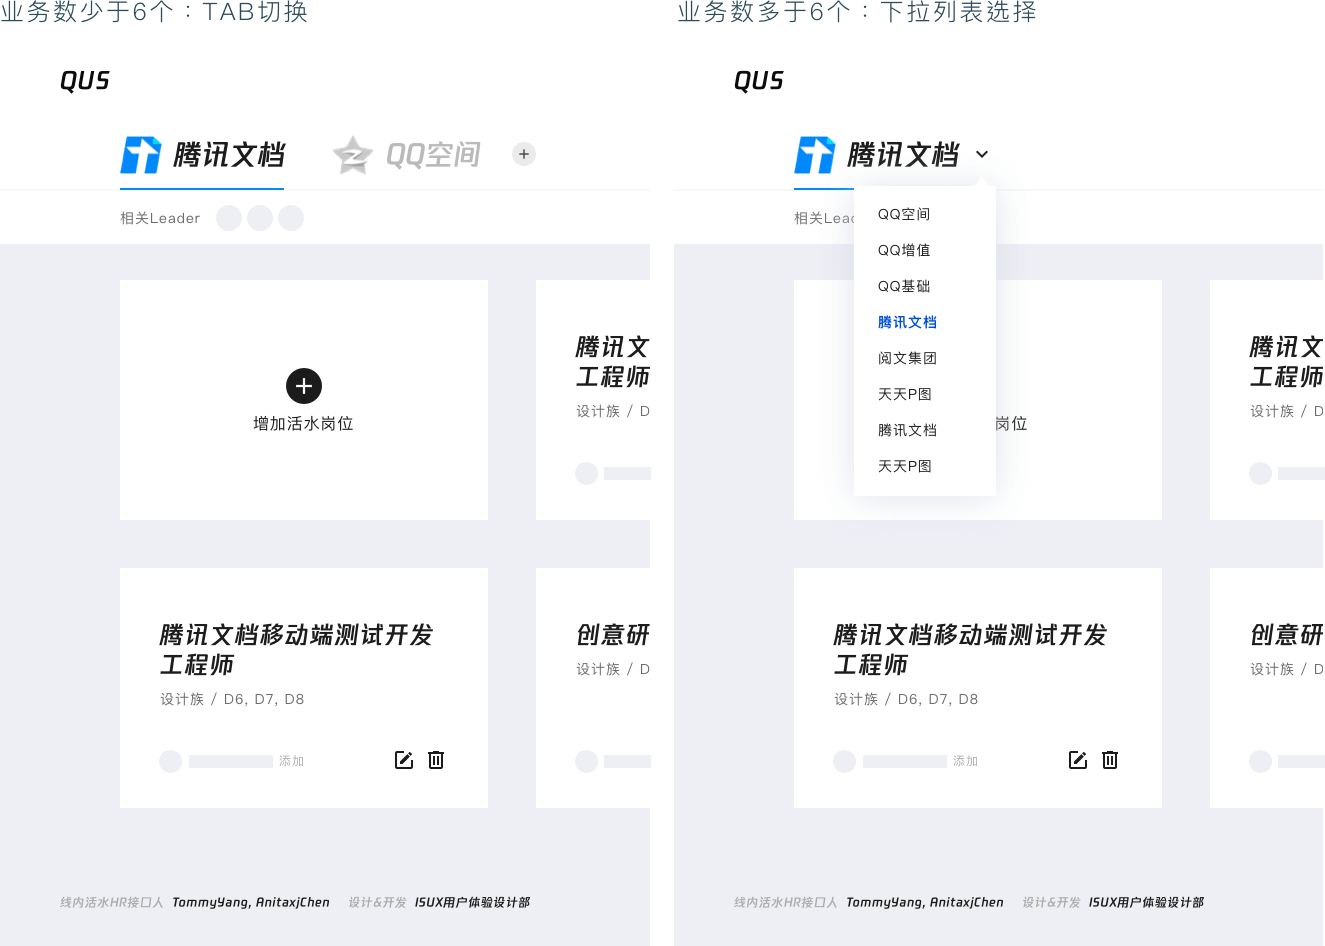 业务数少于6个：TAB切换
QUS
腾讯文档
QQ空间
相关Leader
增加活水岗位
腾讯文
工程师
设计族 / D
腾讯文档移动端测试开发
工程师
设计族 / D6, D7, D8
添加
创意研
设计族 / D
线内活水HR接口人 TommyYang, AnitaxjChen 设计&开发 ISUX用户体验设计部
业务数多于6个：下拉列表选择
QUS
腾讯文档
相关Lead
QQ空间
QQ增值
QQ基础
腾讯文档
阅文集团
天天P图
腾讯文档
天天P图
岗位
腾讯文
工程师
设计族 / D
腾讯文档移动端测试开发
工程师
设计族 / D6, D7, D8
添加
创意研
设计族 / D
线内活水HR接口人 TommyYang, AnitaxjChen 设计&开发 ISUX用户体验设计部